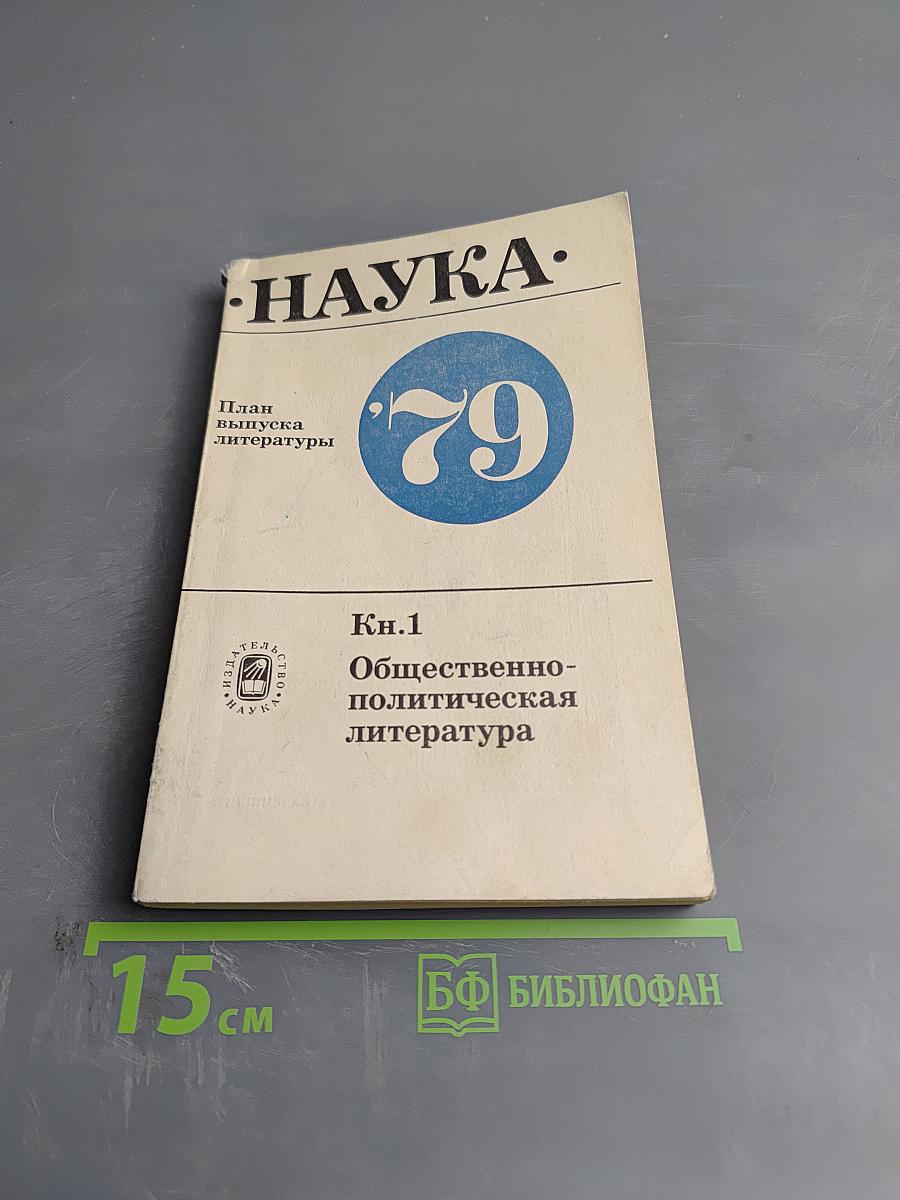 ·НАУКА·
План
выпуска
литературы
'79
Кн.1
Общественно-
политическая
литература
ИЗДАТЕЛЬСТВО
·НАУКА·
15 см
БФ БИБЛИОФАН